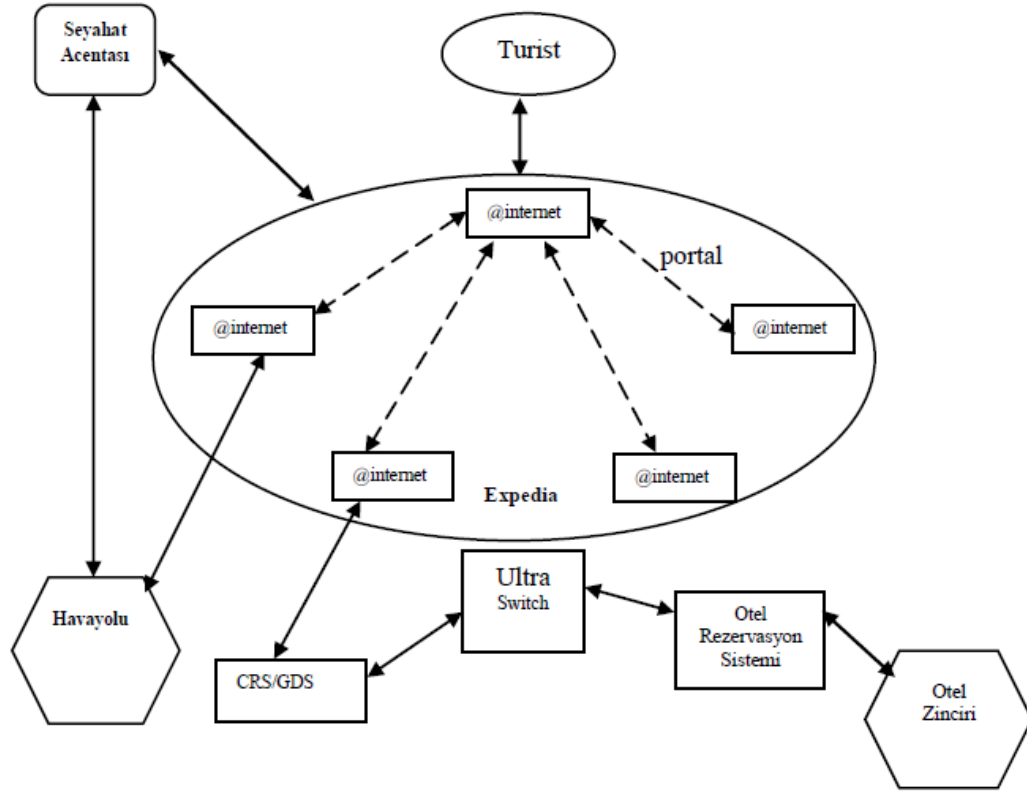 Seyahat
Acentası
Turist
@internet
portal
@internet
@internet
@internet
@internet
Expedia
Ultra
Switch
Havayolu
Otel
Rezervasyon
Sistemi
CRS/GDS
Otel
Zinciri